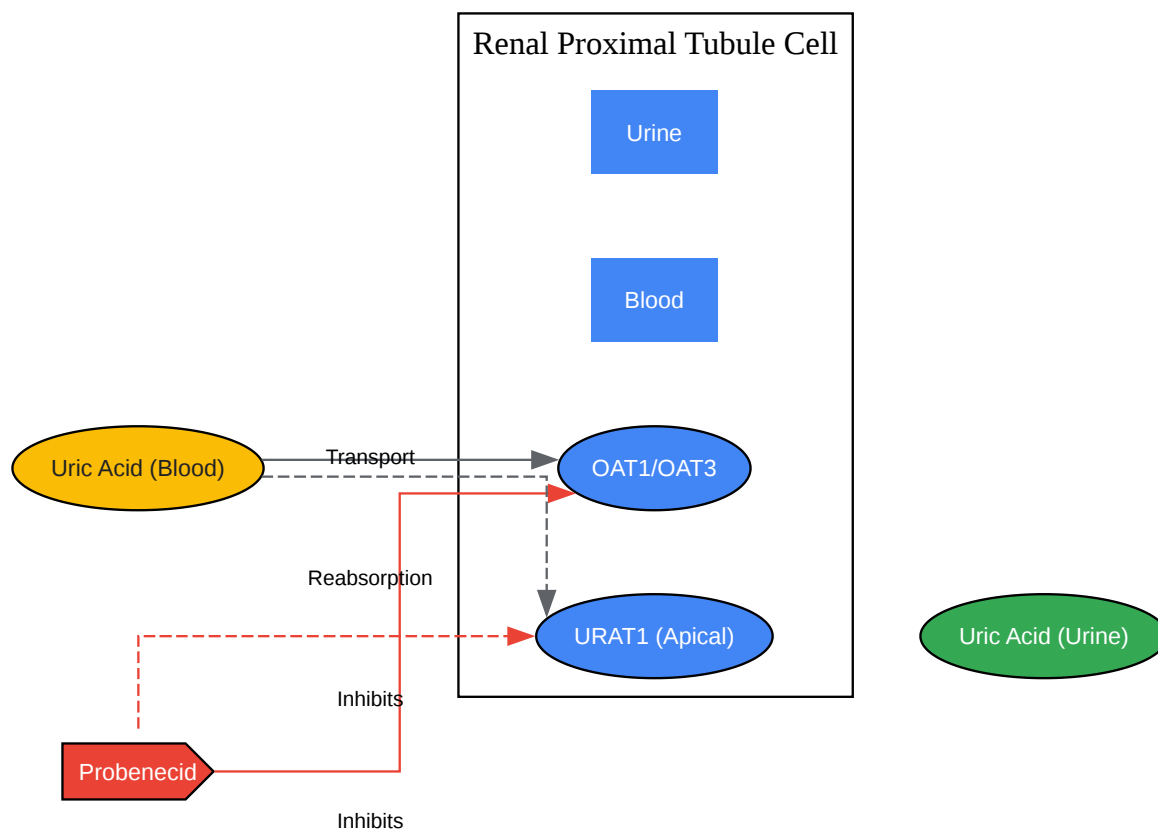 Renal Proximal Tubule Cell
Urine
Blood
Uric Acid (Blood)
Transport
OAT1/OAT3
Reabsorption
URAT1 (Apical)
Uric Acid (Urine)
Inhibits
Probenecid
Inhibits